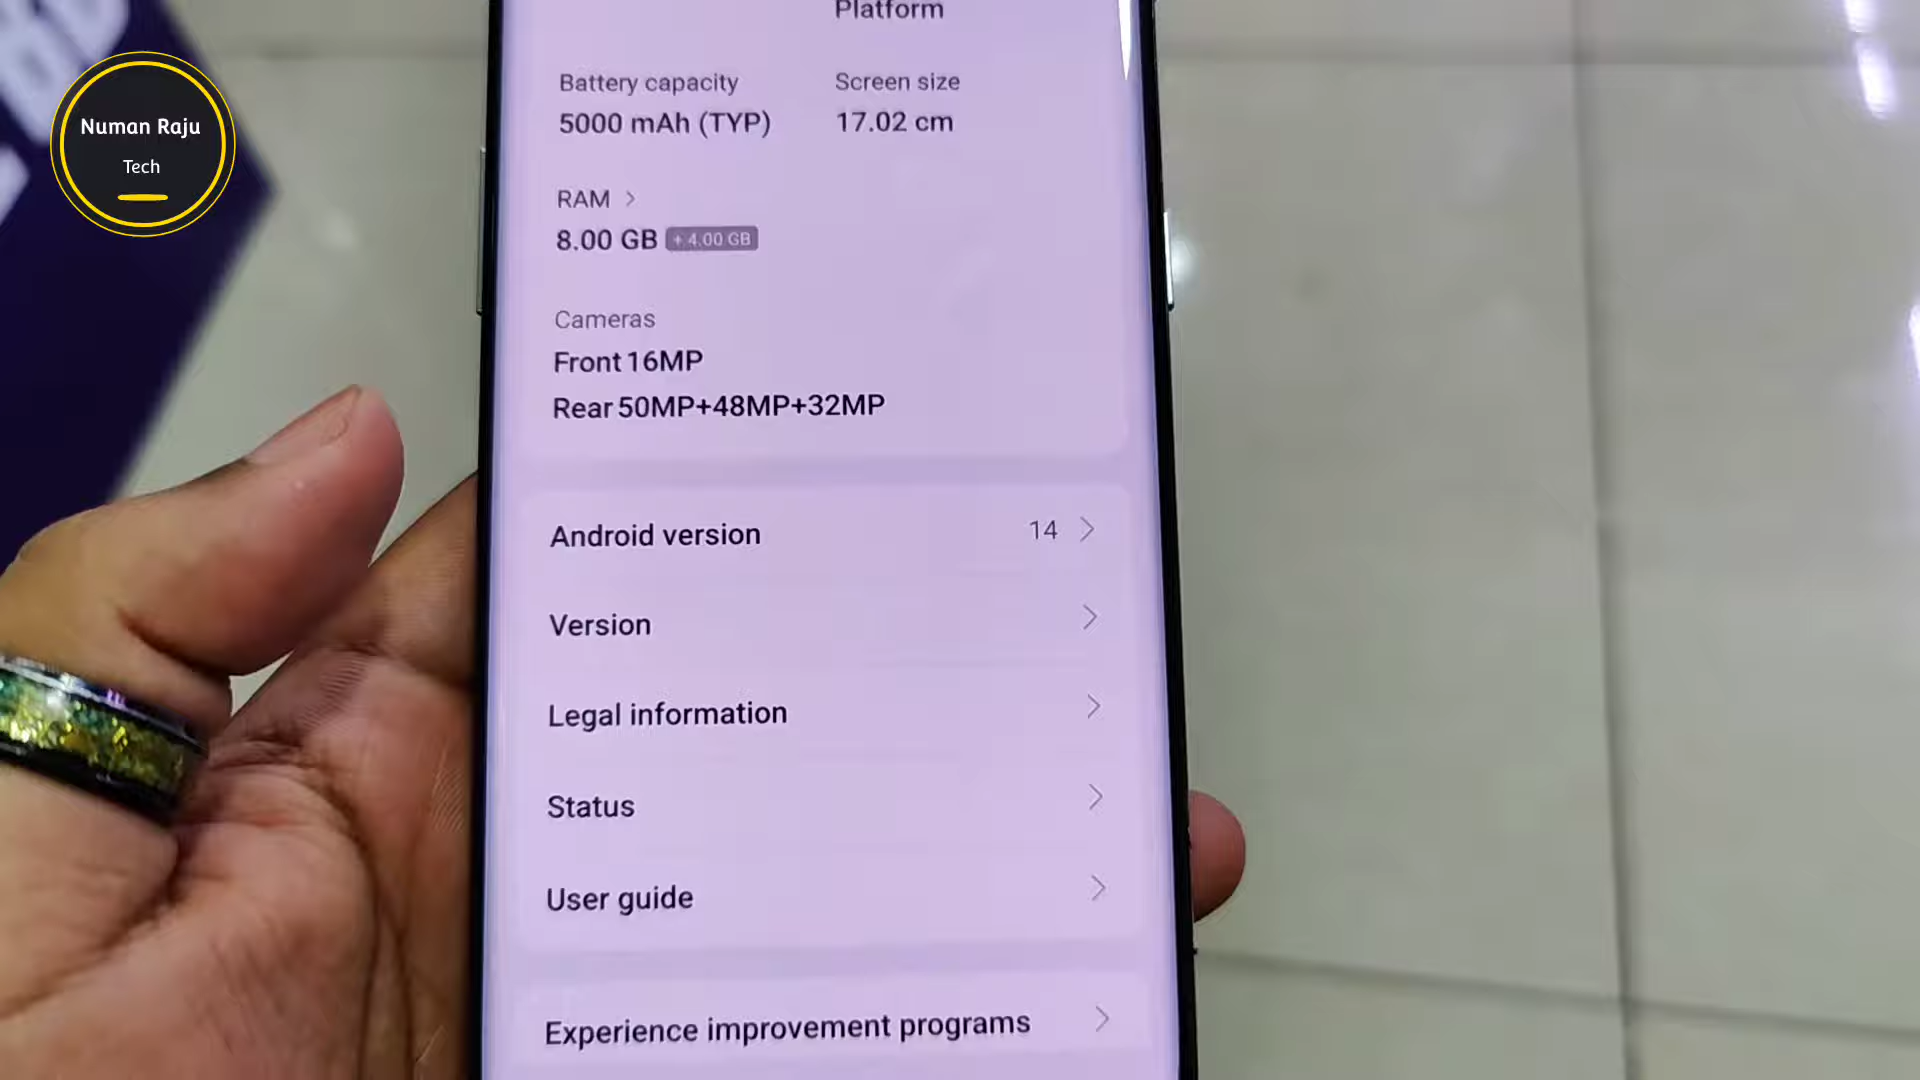 Numan Raju
Tech
Platform
Battery capacity
5000 mAh (TYP)
Screen size
17.02 cm
RAM >
8.00 GB + 4.00 GB
Cameras
Front 16MP
Rear 50MP+48MP+32MP
Android version 14 >
Version >
Legal information >
Status >
User guide >
Experience improvement programs >